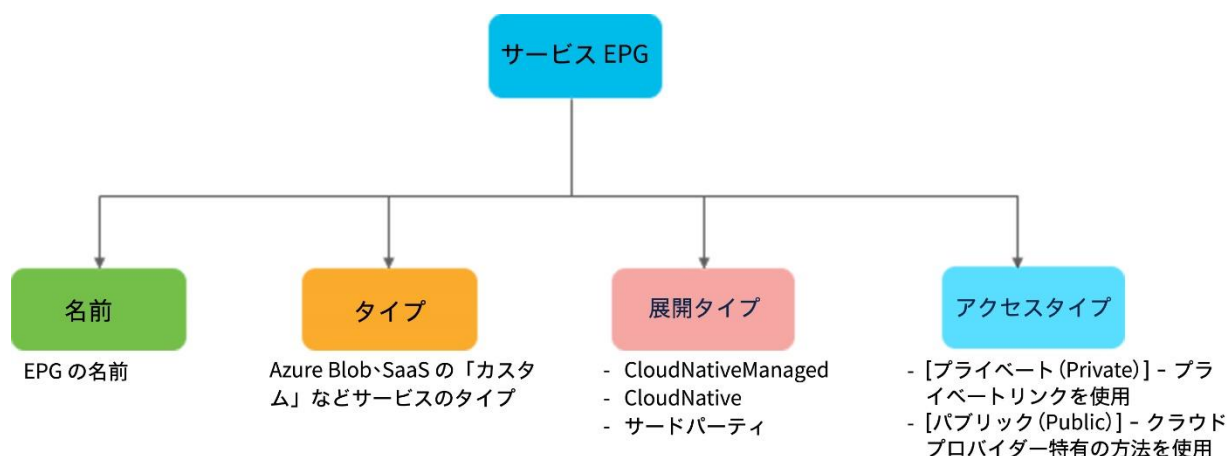 サービス EPG
名前
EPG の名前
タイプ
Azure Blob、SaaS の「カスタ
ム」などサービスのタイプ
展開タイプ
- CloudNativeManaged
- CloudNative
- サードパーティ
アクセスタイプ
- [プライベート（Private）] – プラ
イベートリンクを使用
- [パブリック（Public）] – クラウド
プロバイダー特有の方法を使用